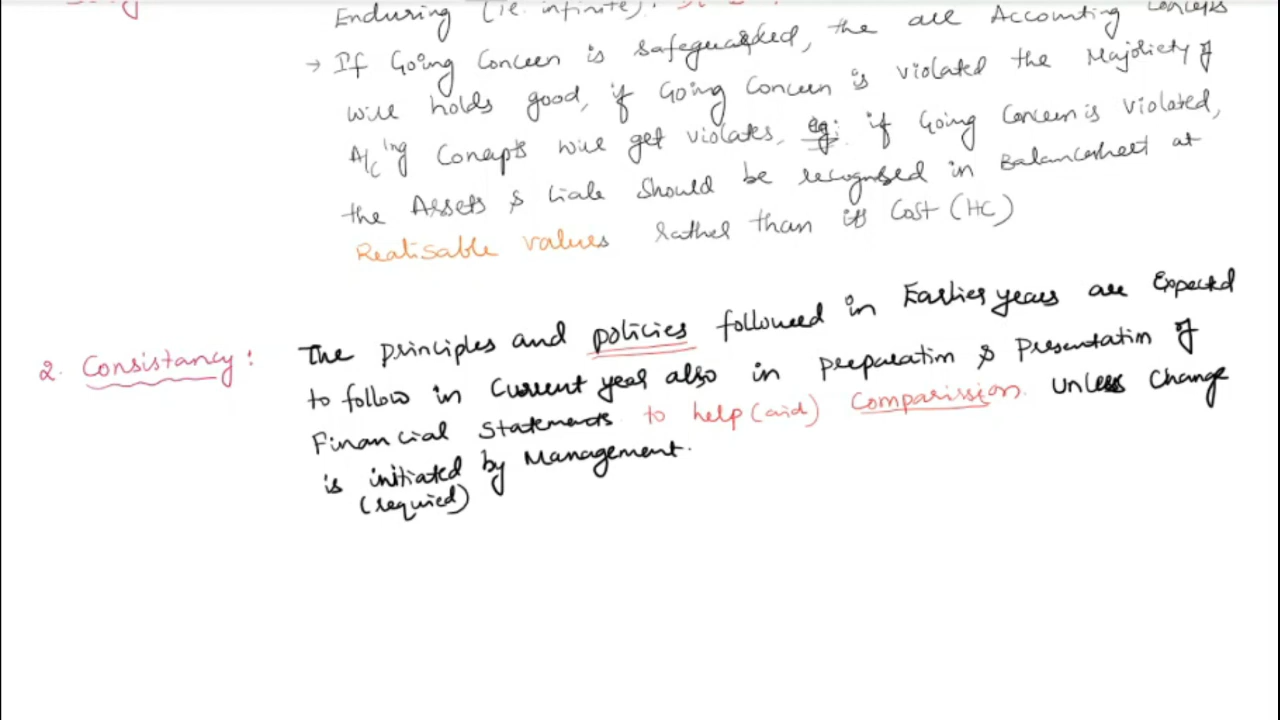 Enduring (ie. infinite).
→ If Going Concern is safeguarded, the all Accounting Concepts
will holds good, if Going Concern is violated the Majoriety of
A/c'ing Concepts will get violates, eg: if Going Concern is violated,
the Assets & Liale should be recognised in Balancesheet at
Realisable values rather than it's Cost (HC)
2. Consistancy: The principles and policies followed in Earlier years are Expected
to follow in Current year also in preparation & Presentation of
Financial Statements to help (aid) Comparission. unless Change
is initiated by Management.
(required)